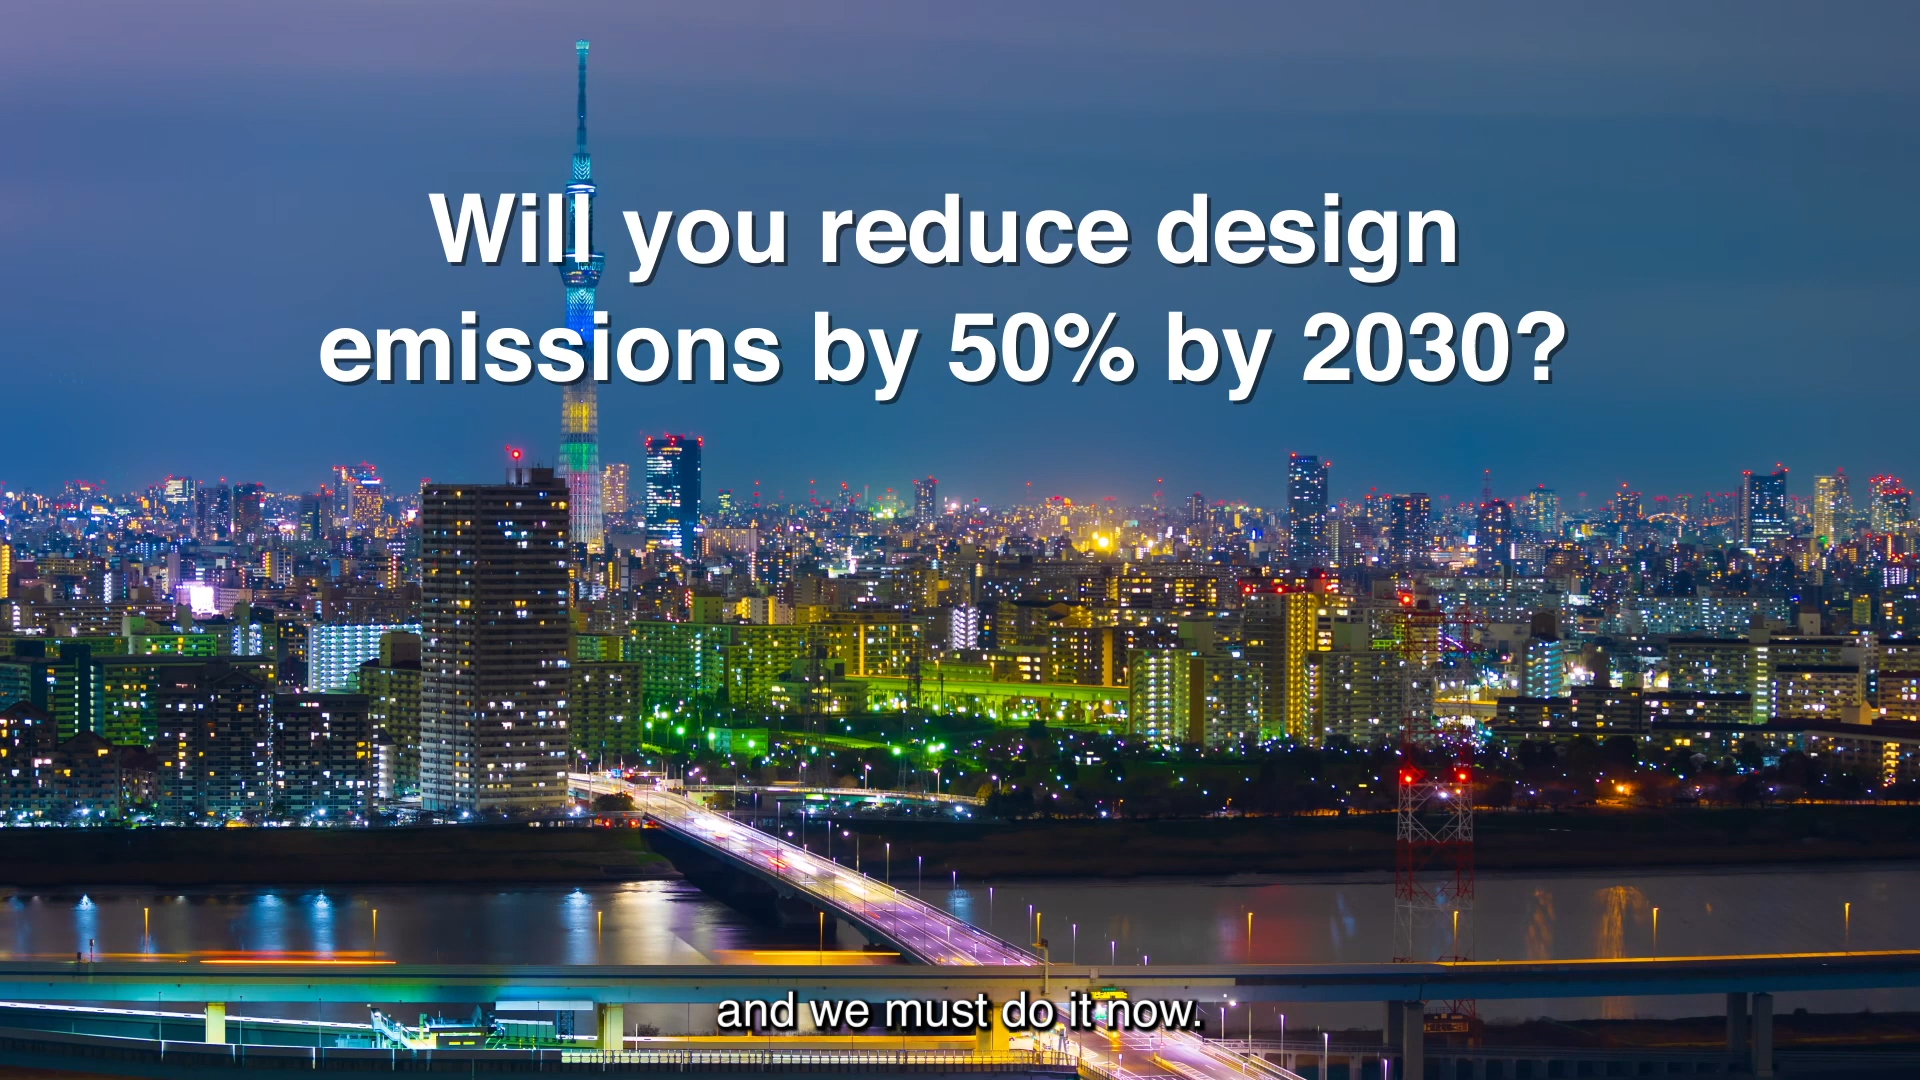 Will you reduce design
emissions by 50% by 2030?
and we must do it now.